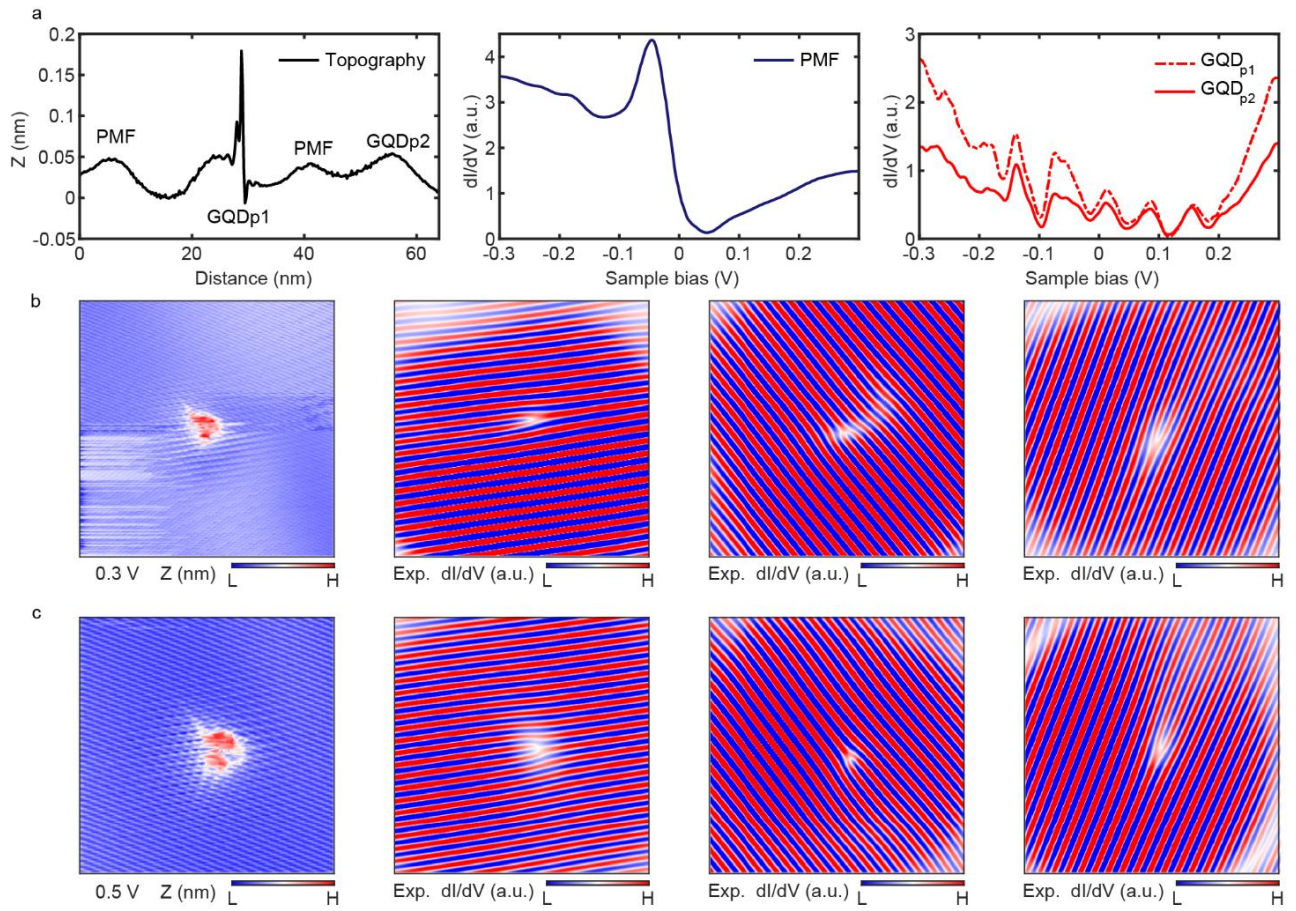 a
0.2
0.15
0.1
0.05
0
-0.05
Z (nm)
Topography
PMF
GQDp1
PMF
GQDp2
0 20 40 60
Distance (nm)
4
3
2
1
0
dI/dV (a.u.)
PMF
-0.3 -0.2 -0.1 0 0.1 0.2
Sample bias (V)
3
2
1
0
dI/dV (a.u.)
GQDp1
GQDp2
-0.3 -0.2 -0.1 0 0.1 0.2
Sample bias (V)
b
0.3 V Z (nm) L H
Exp. dI/dV (a.u.) L H
Exp. dI/dV (a.u.) L H
Exp. dI/dV (a.u.) L H
c
0.5 V Z (nm) L H
Exp. dI/dV (a.u.) L H
Exp. dI/dV (a.u.) L H
Exp. dI/dV (a.u.) L H